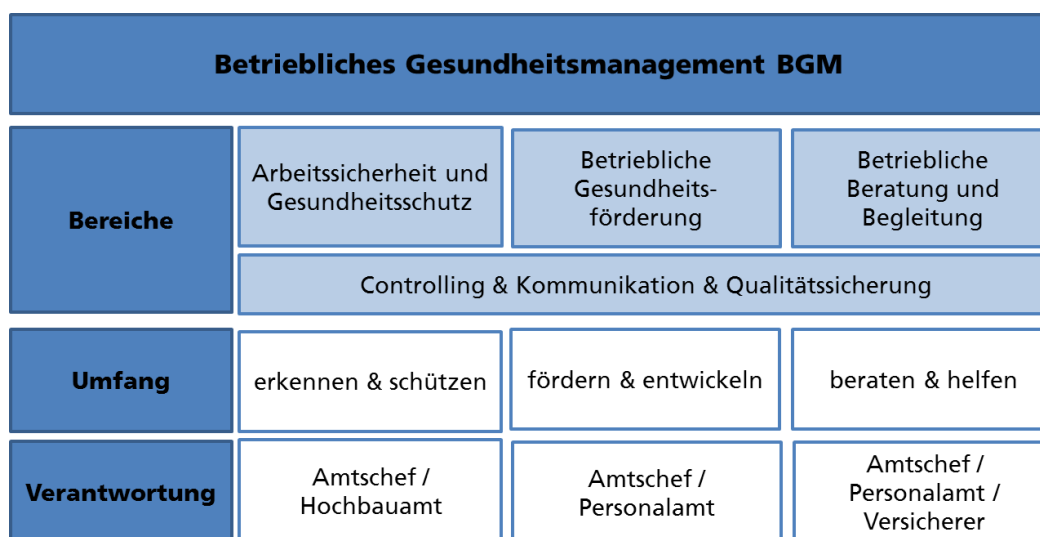 Betriebliches Gesundheitsmanagement BGM
Bereiche
Arbeitssicherheit und
Gesundheitsschutz
Betriebliche
Gesundheits-
förderung
Betriebliche
Beratung und
Begleitung
Controlling & Kommunikation & Qualitätssicherung
Umfang
erkennen & schützen
fördern & entwickeln
beraten & helfen
Verantwortung
Amtschef /
Hochbauamt
Amtschef /
Personalamt
Amtschef /
Personalamt /
Versicherer